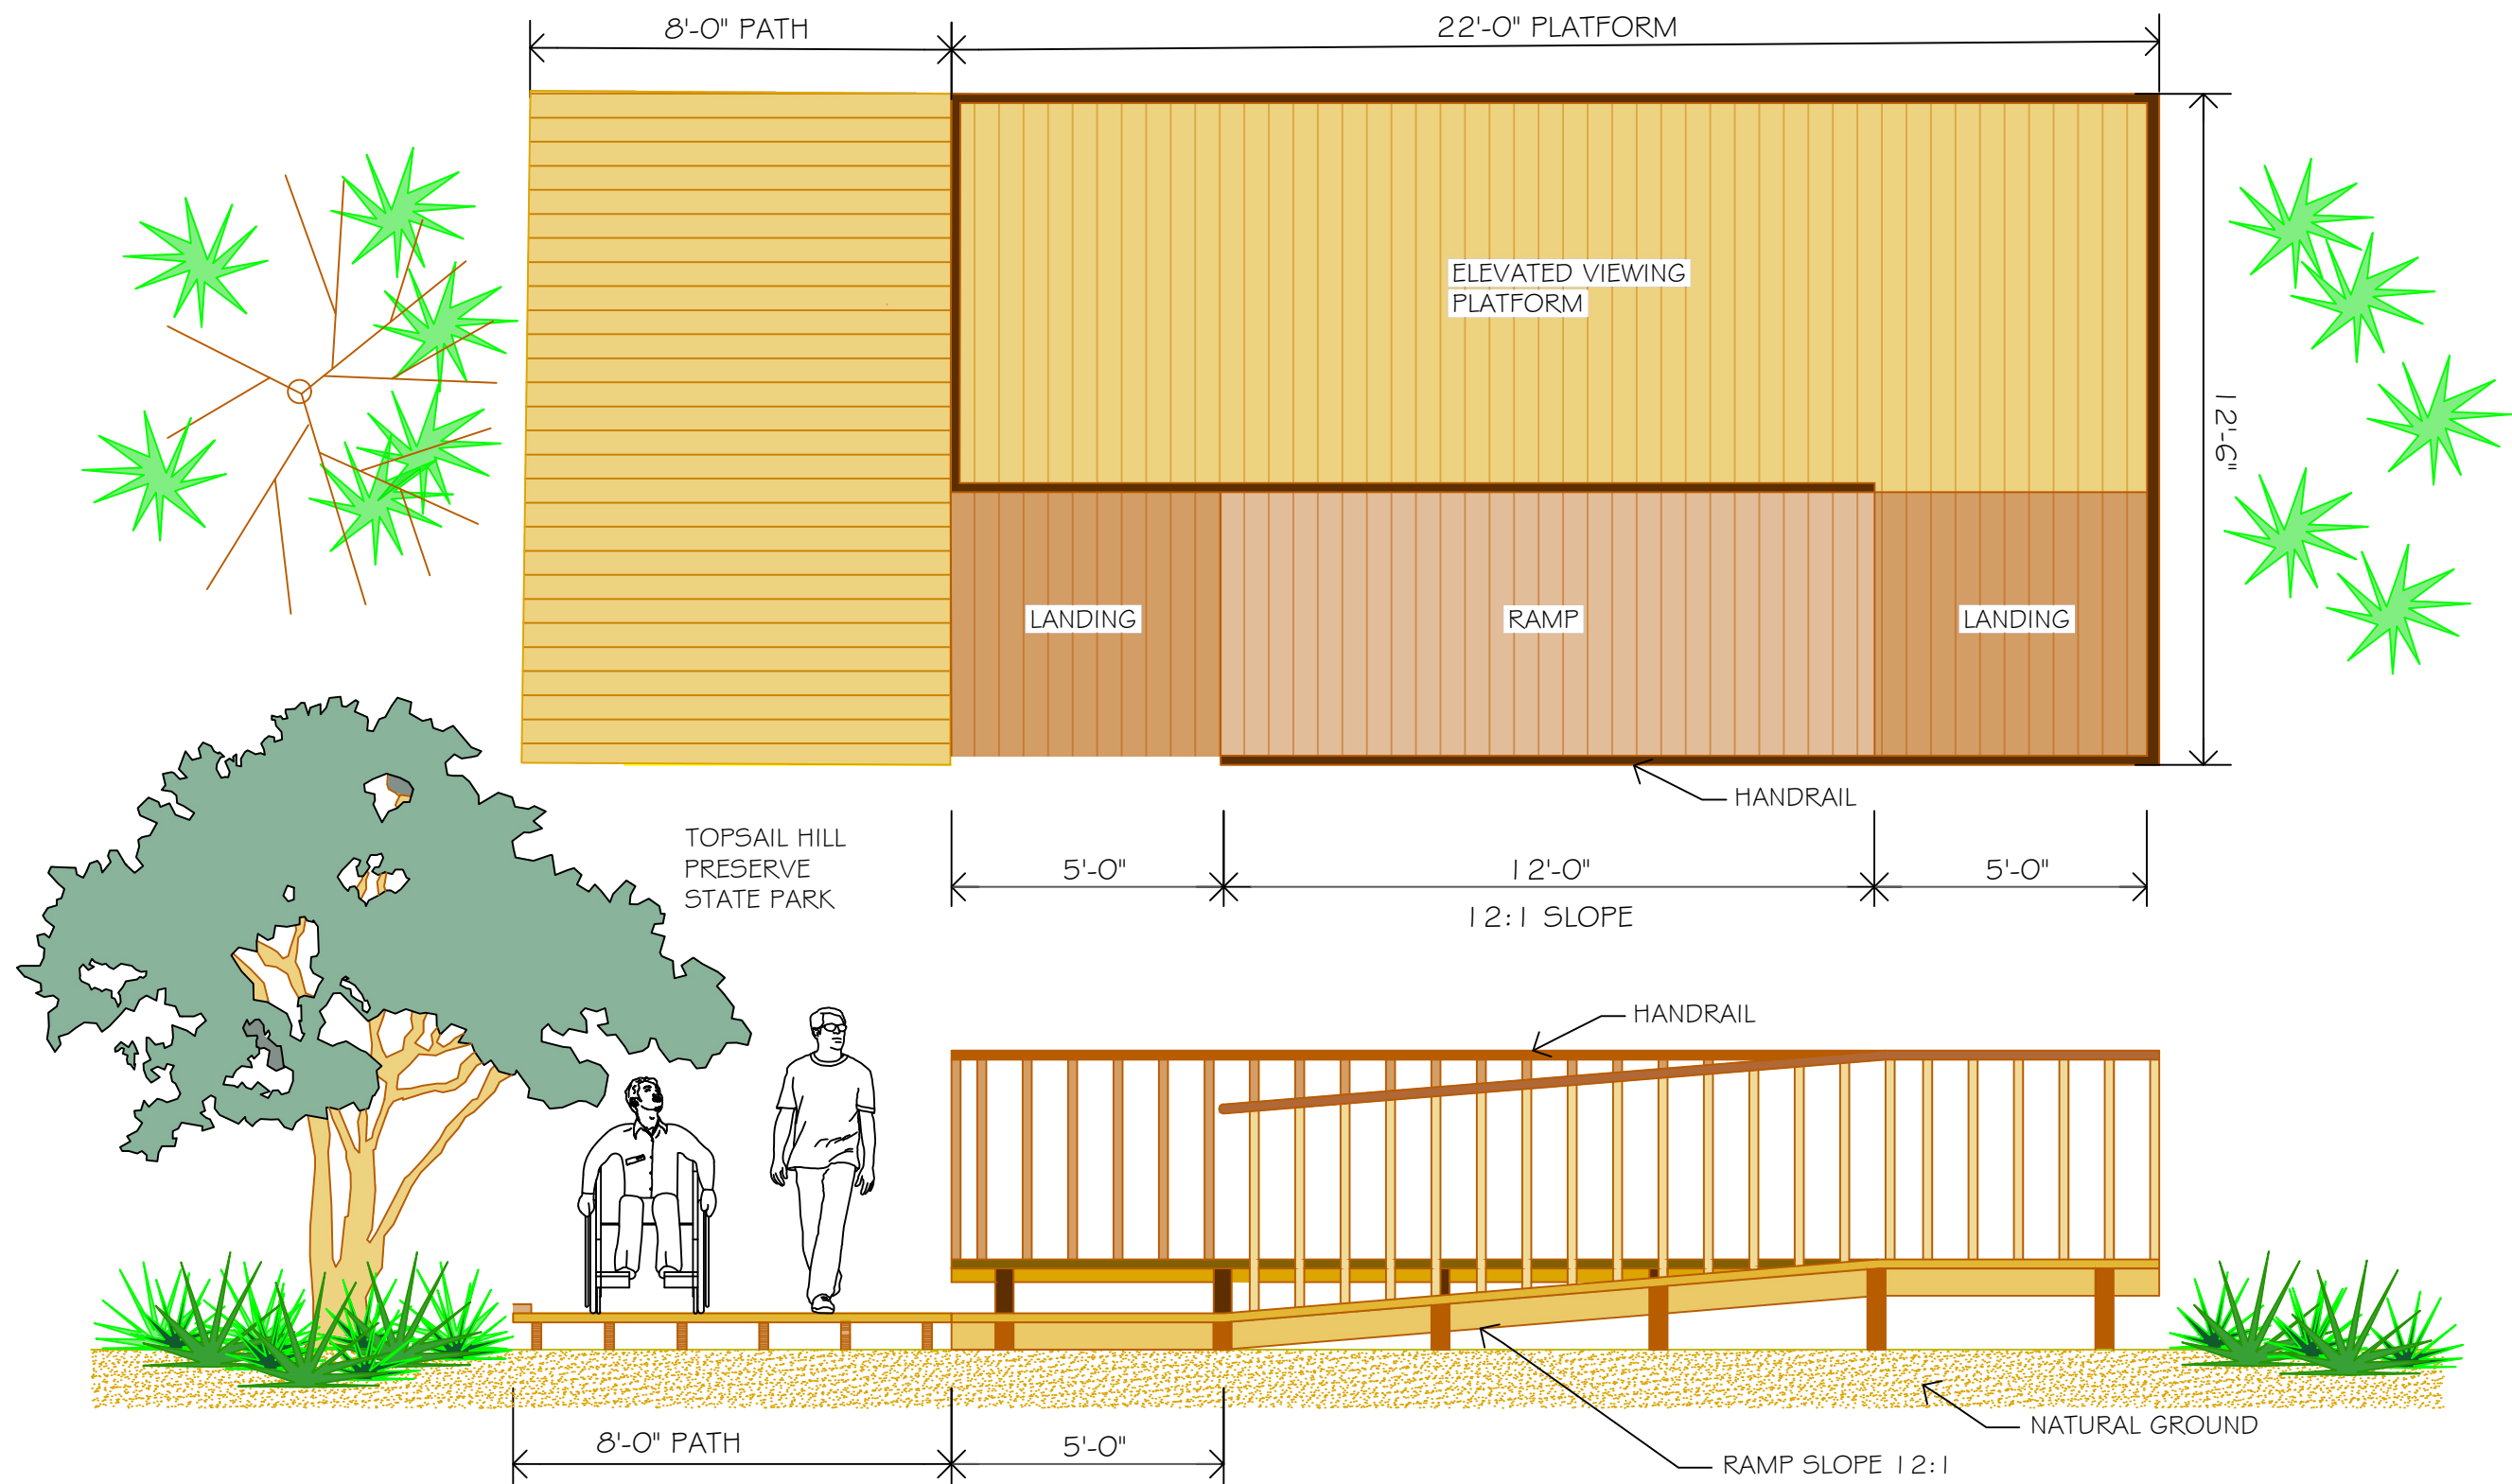 8'-0" PATH
22'-0" PLATFORM
ELEVATED VIEWING
PLATFORM
12'-6"
LANDING
RAMP
LANDING
HANDRAIL
TOPSAIL HILL
PRESERVE
STATE PARK
5'-0"
12'-0"
5'-0"
12:1 SLOPE
HANDRAIL
NATURAL GROUND
8'-0" PATH
5'-0"
RAMP SLOPE 12:1